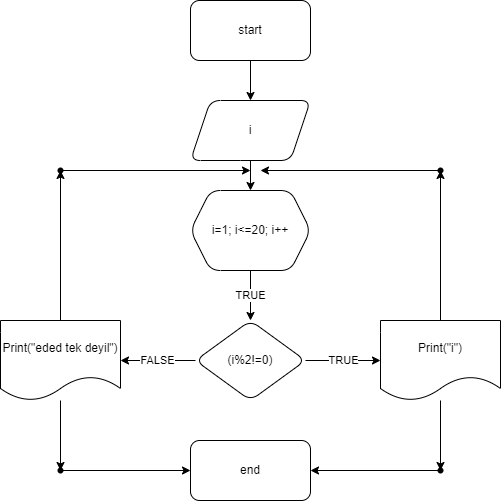 start
i
i=1; i<=20; i++
TRUE
Print("eded tek deyil")
FALSE
(i%2!=0)
TRUE
Print("i")
end